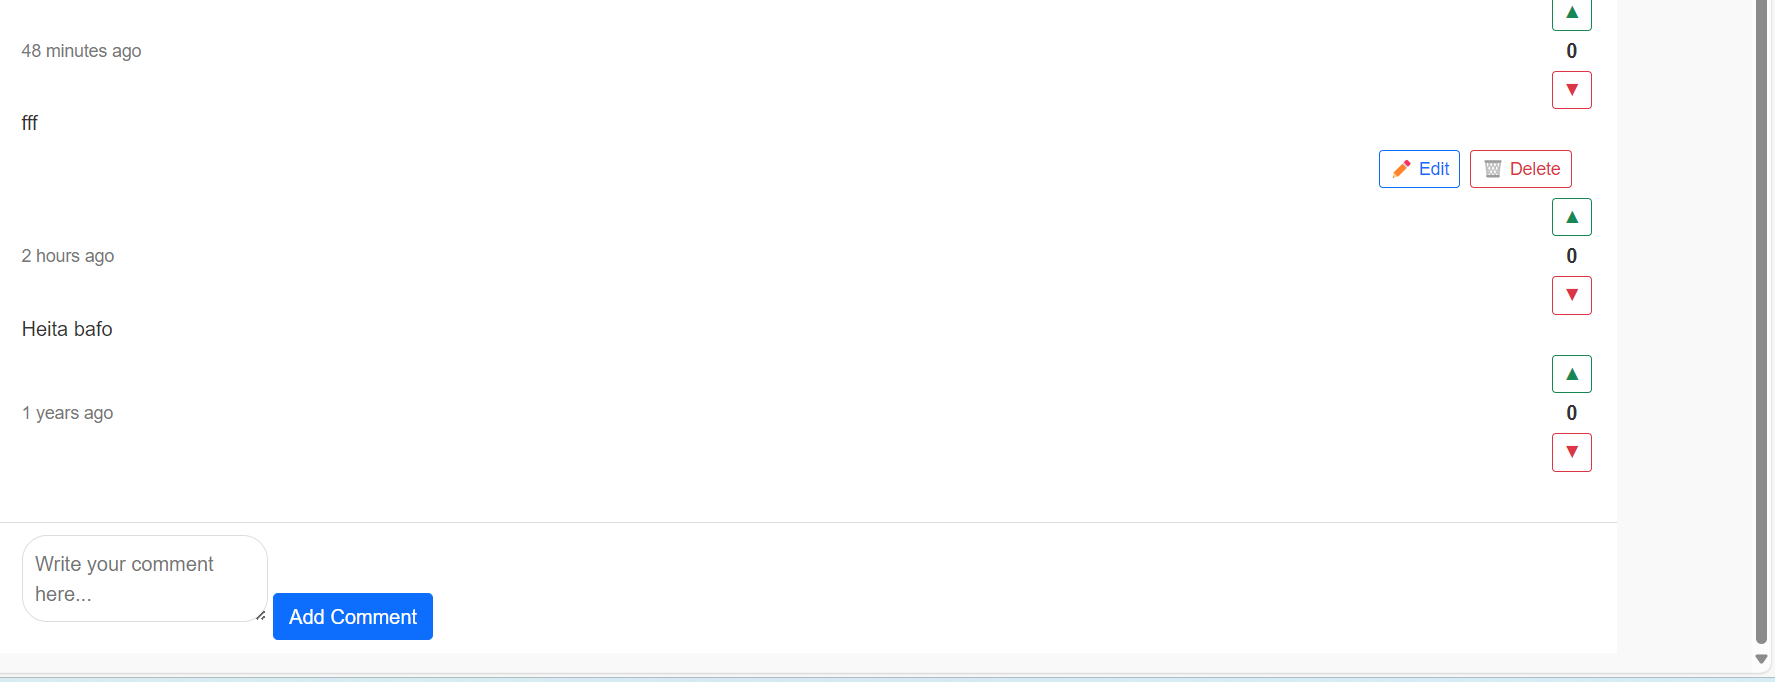 ▲
48 minutes ago
0
▼
fff
Edit
Delete
▲
2 hours ago
0
▼
Heita bafo
▲
1 years ago
0
▼
Write your comment
here...
Add Comment